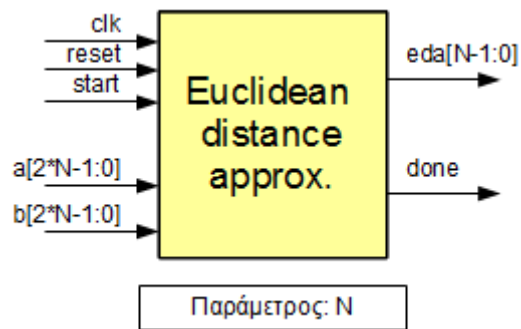 clk
reset
start
a[2*N-1:0]
b[2*N-1:0]
Euclidean
distance
approx.
eda[N-1:0]
done
Παράμετρος: N